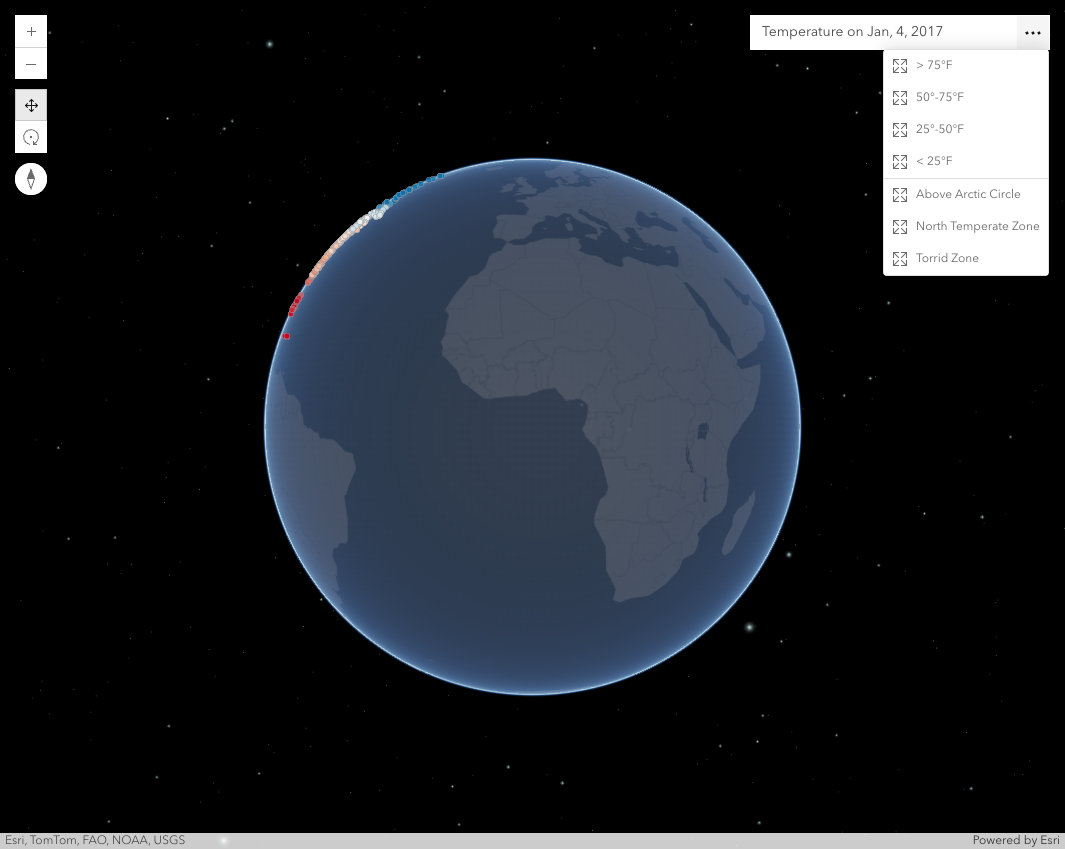 Temperature on Jan, 4, 2017
> 75°F
50°-75°F
25°-50°F
< 25°F
Above Arctic Circle
North Temperate Zone
Torrid Zone
Esri, TomTom, FAO, NOAA, USGS
Powered by Esri